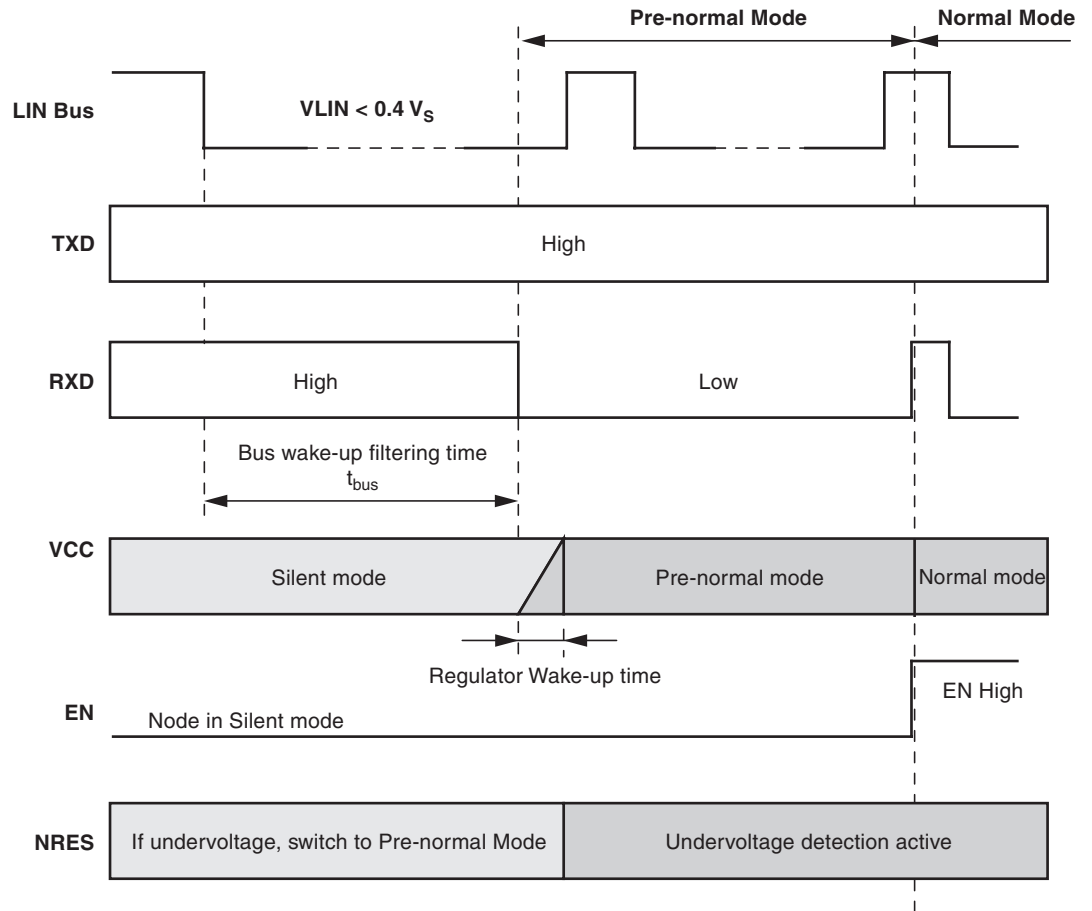 Pre-normal Mode
Normal Mode
LIN Bus
VLIN < 0.4 VS
TXD
High
RXD
High
Low
Bus wake-up filtering time
tbus
VCC
Silent mode
Pre-normal mode
Normal mode
Regulator Wake-up time
EN
Node in Silent mode
EN High
NRES
If undervoltage, switch to Pre-normal Mode
Undervoltage detection active